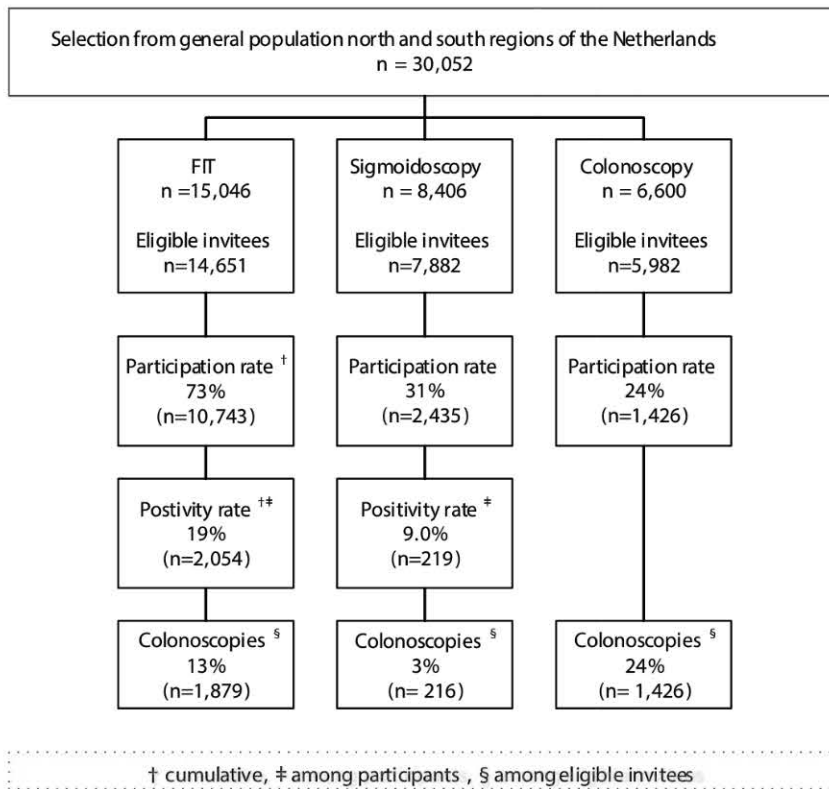 Selection from general population north and south regions of the Netherlands
n = 30,052
FIT
n =15,046
Eligible invitees
n=14,651
Participation rate †
73%
(n=10,743)
Postivity rate †‡
19%
(n=2,054)
Colonoscopies §
13%
(n=1,879)
Sigmoidoscopy
n = 8,406
Eligible invitees
n=7,882
Participation rate
31%
(n=2,435)
Positivity rate ‡
9.0%
(n=219)
Colonoscopies §
3%
(n= 216)
Colonoscopy
n = 6,600
Eligible invitees
n=5,982
Participation rate
24%
(n=1,426)
Colonoscopies §
24%
(n= 1,426)
† cumulative, ‡ among participants , § among eligible invitees